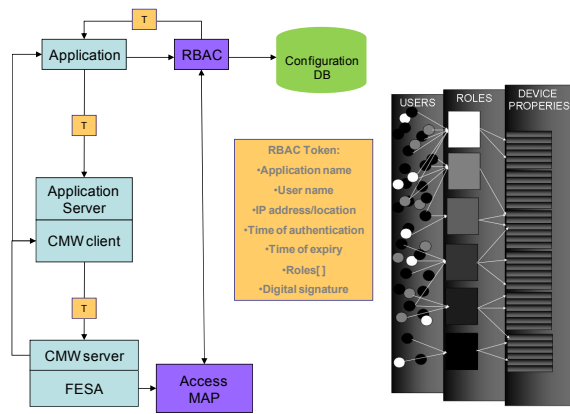 T
Application
RBAC
Configuration
DB
T
Application
Server
CMW client
T
CMW server
FESA
Access
MAP
RBAC Token:
•Application name
•User name
•IP address/location
•Time of authentication
•Time of expiry
•Roles[ ]
•Digital signature
USERS
ROLES
DEVICE
PROPERIES